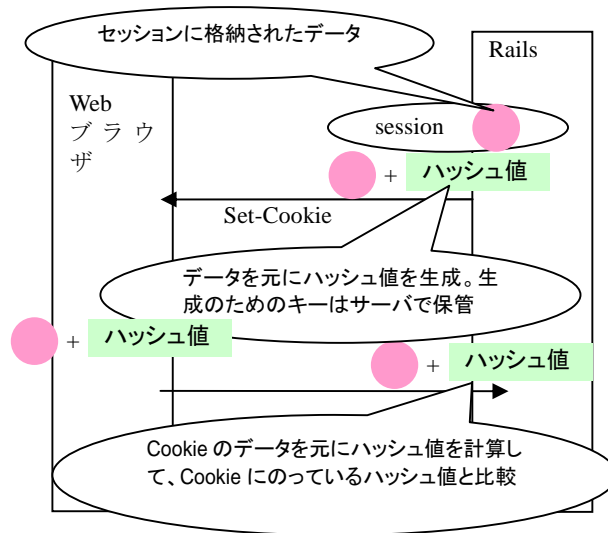 セッションに格納されたデータ
Rails
Web
ブラウ
ザ
session
+ ハッシュ値
Set-Cookie
データを元にハッシュ値を生成。生
成のためのキーはサーバで保管
+ ハッシュ値
+ ハッシュ値
Cookie のデータを元にハッシュ値を計算し
て、Cookie にのっているハッシュ値と比較